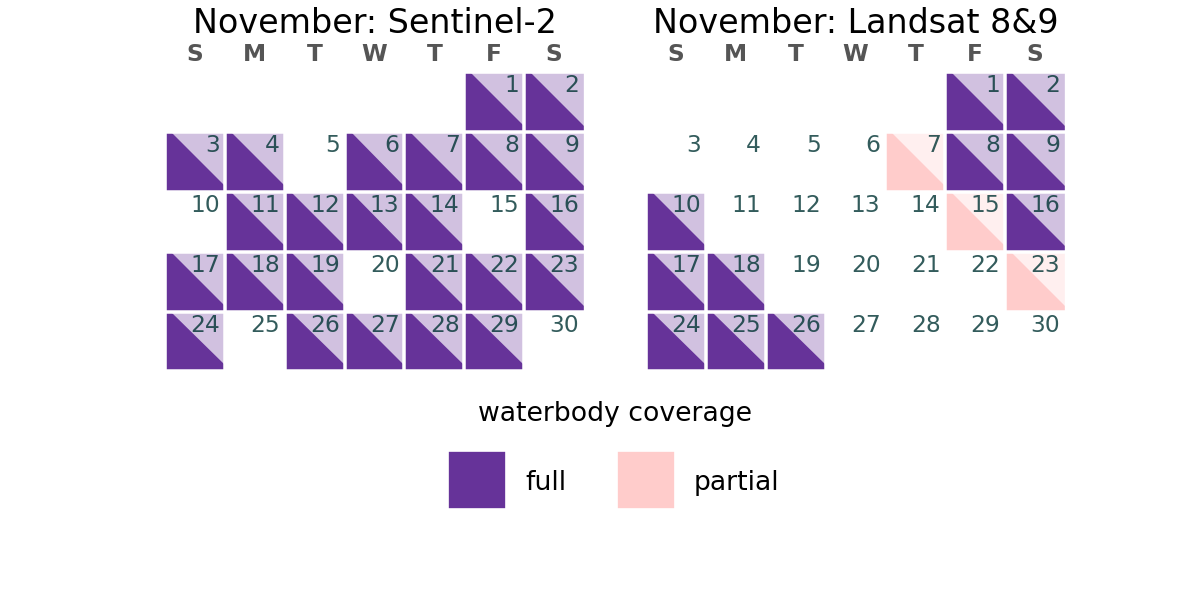 November: Sentinel-2
S M T W T F S
1 2
3 4 5 6 7 8 9
10 11 12 13 14 15 16
17 18 19 20 21 22 23
24 25 26 27 28 29 30
November: Landsat 8&9
S M T W T F S
1 2
3 4 5 6 7 8 9
10 11 12 13 14 15 16
17 18 19 20 21 22 23
24 25 26 27 28 29 30
waterbody coverage
full
partial